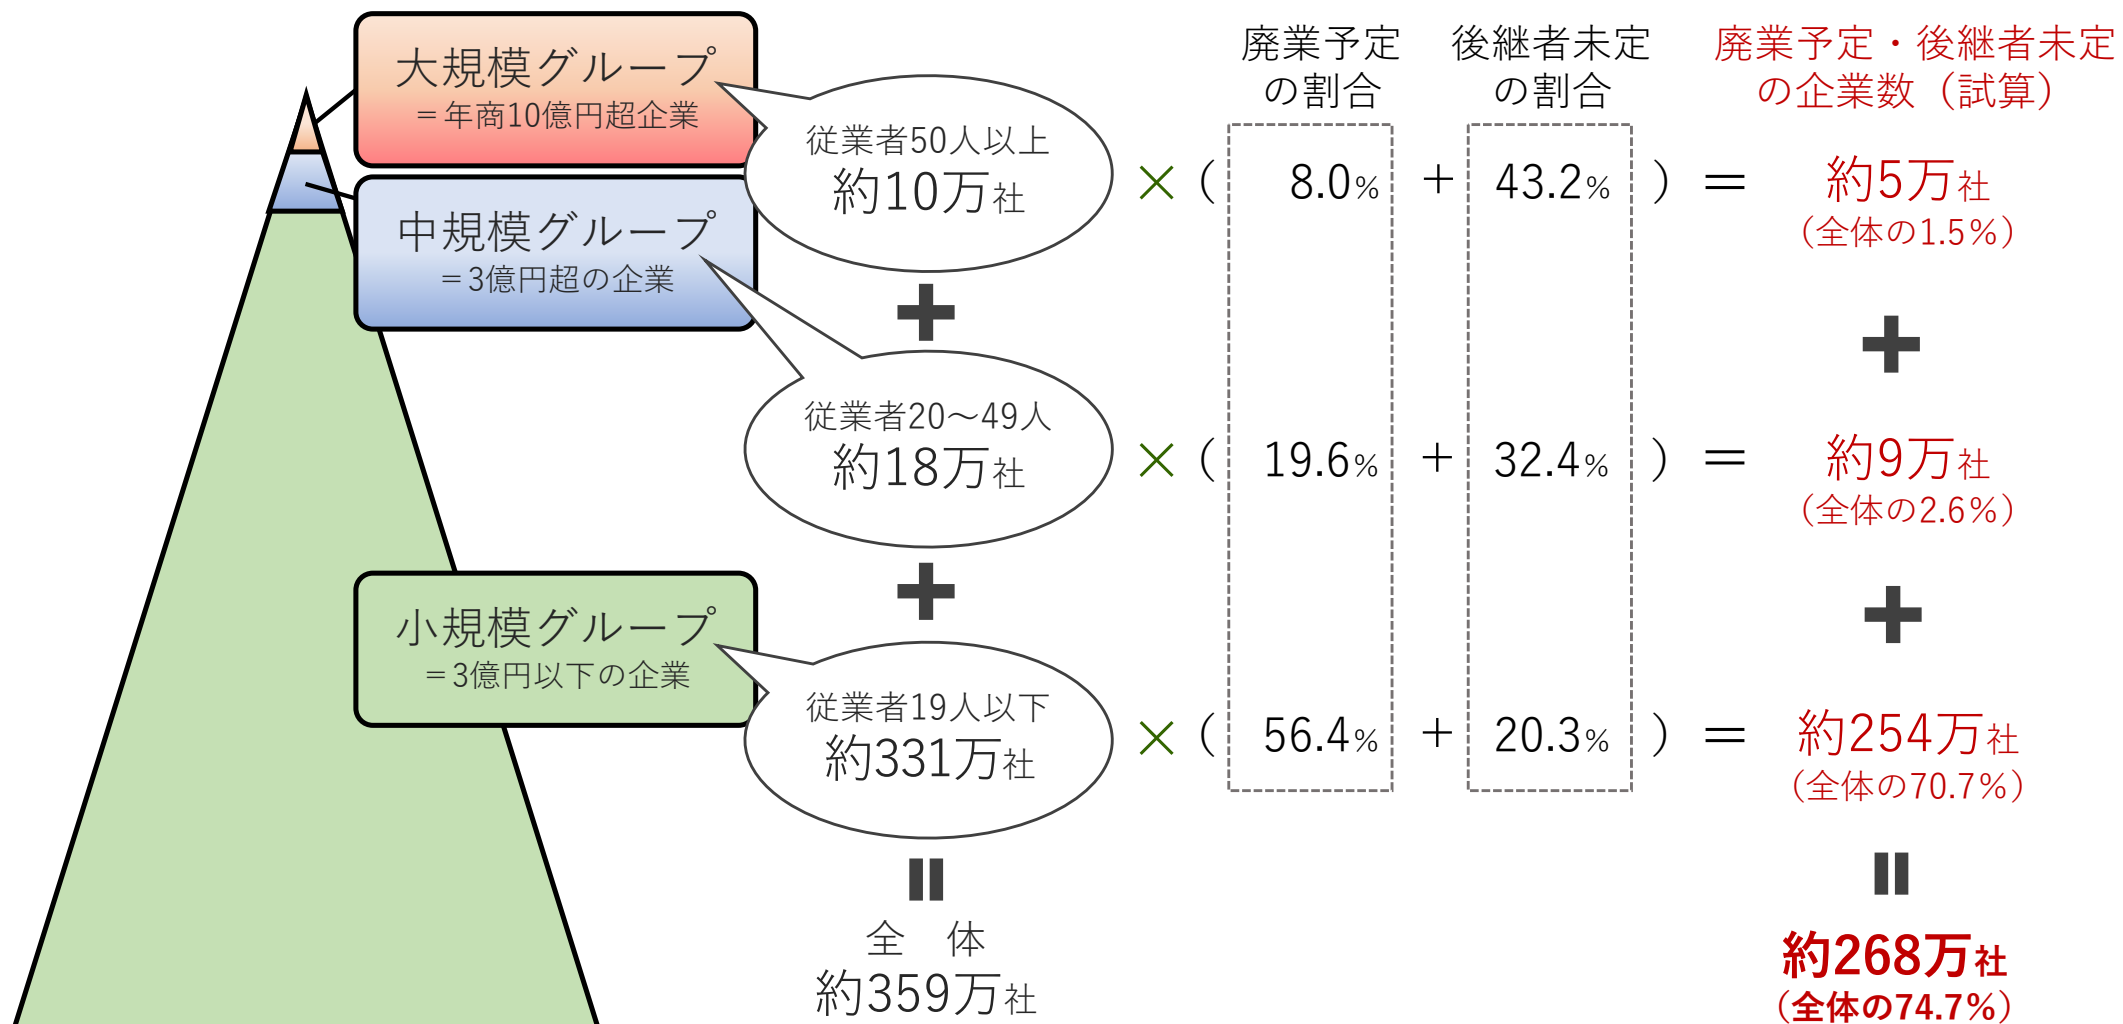 廃業予定
の割合
後継者未定
の割合
廃業予定・後継者未定
の企業数（試算）
大規模グループ
＝年商10億円超企業
従業者50人以上
約10万社
×（ 8.0% ＋ 43.2% ）＝ 約5万社
（全体の1.5%）
中規模グループ
＝3億円超の企業
＋
＋
従業者20～49人
約18万社
×（ 19.6% ＋ 32.4% ）＝ 約9万社
（全体の2.6%）
＋
＋
小規模グループ
＝3億円以下の企業
従業者19人以下
約331万社
×（ 56.4% ＋ 20.3% ）＝ 約254万社
（全体の70.7%）
＝
＝
全　体
約359万社
約268万社
（全体の74.7%）